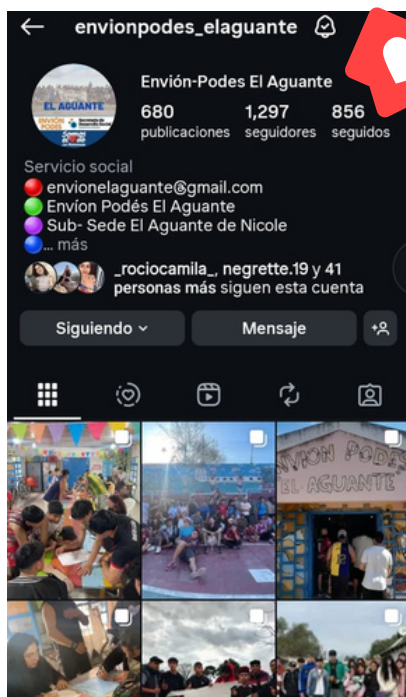 envionpodes_elaguante
EL AGUANTE
Envión-Podes El Aguante
680 1,297 856
publicaciones seguidores seguidos
Servicio social
envionelaguante@gmail.com
Envíon Podés El Aguante
Sub- Sede El Aguante de Nicole
... más
_rociocamila_, negrette.19 y 41
personas más siguen esta cuenta
Siguiendo
Mensaje
ENVION PODES
EL AGUANTE